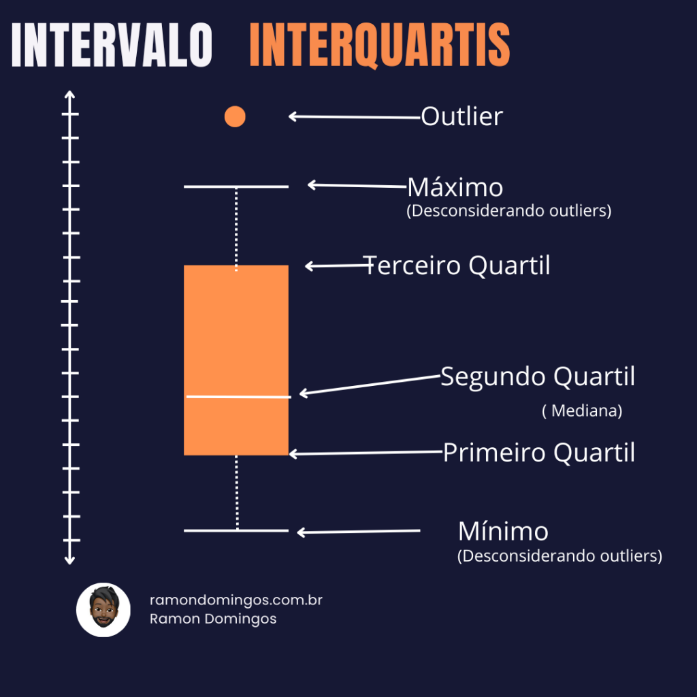 INTERVALO INTERQUARTIS
Outlier
Máximo
(Desconsiderando outliers)
Terceiro Quartil
Segundo Quartil
( Mediana)
Primeiro Quartil
Mínimo
(Desconsiderando outliers)
ramondomingos.com.br
Ramon Domingos